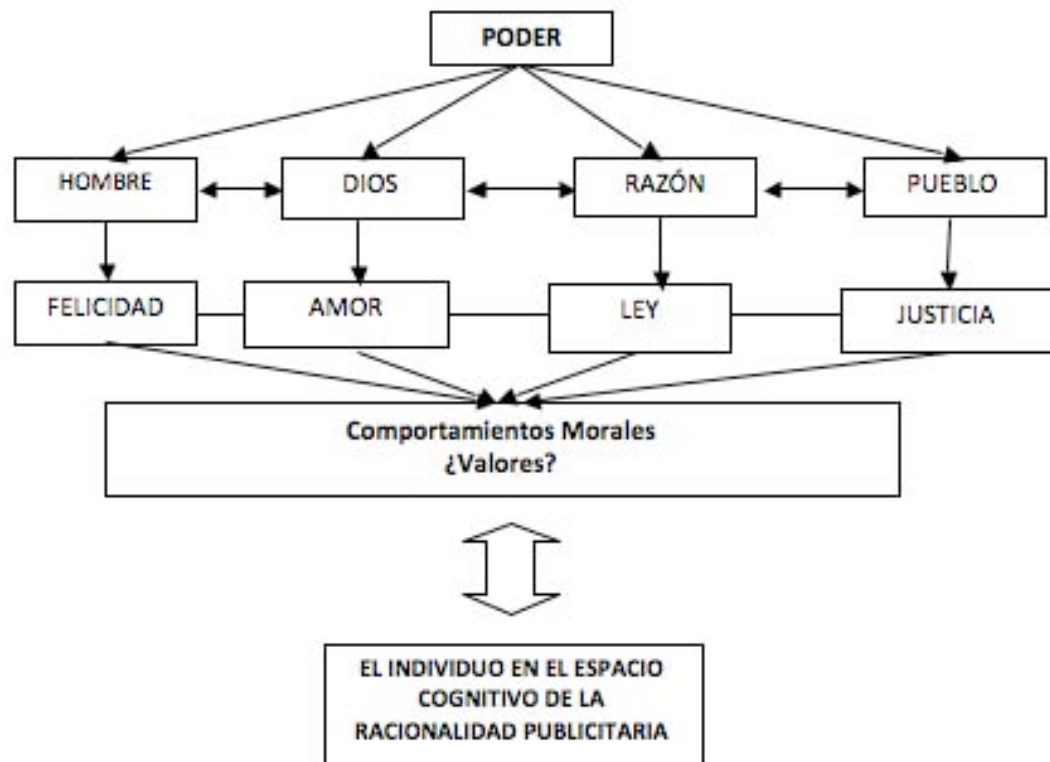 PODER
HOMBRE
DIOS
RAZÓN
PUEBLO
FELICIDAD
AMOR
LEY
JUSTICIA
Comportamientos Morales
¿Valores?
EL INDIVIDUO EN EL ESPACIO
COGNITIVO DE LA
RACIONALIDAD PUBLICITARIA